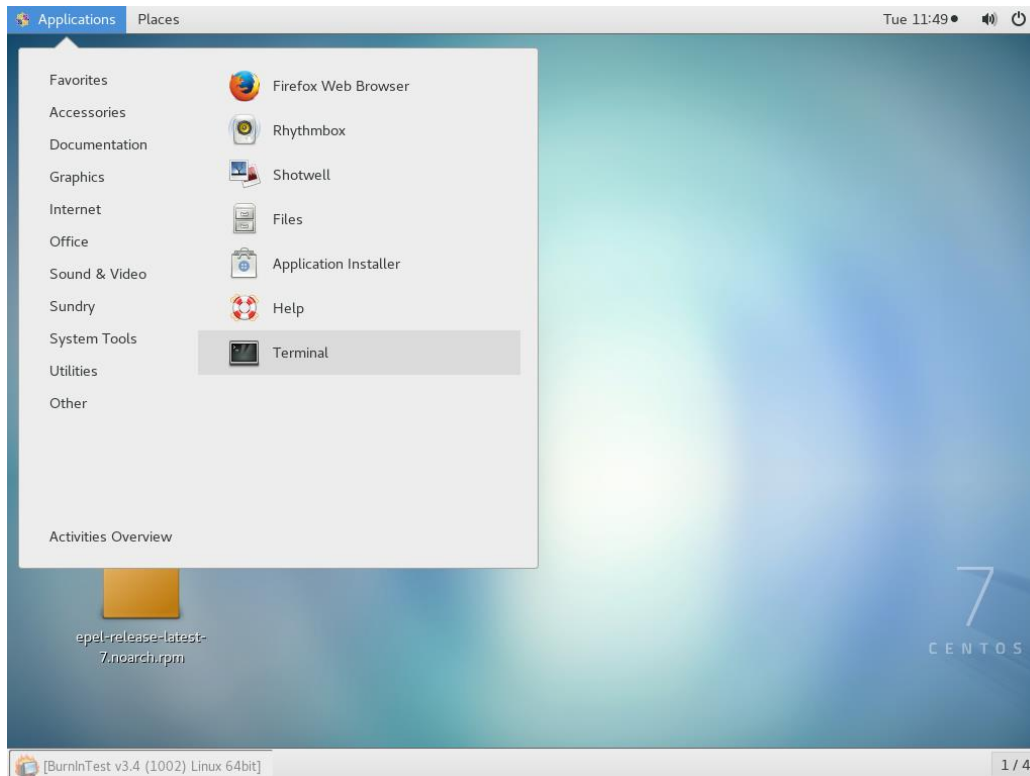 Applications Places Tue 11:49
Favorites
Accessories
Documentation
Graphics
Internet
Office
Sound & Video
Sundry
System Tools
Utilities
Other
Activities Overview
Firefox Web Browser
Rhythmbox
Shotwell
Files
Application Installer
Help
Terminal
epel-release-latest-
7.noarch.rpm
7
CENTOS
[BurnInTest v3.4 (1002) Linux 64bit]
1 / 4